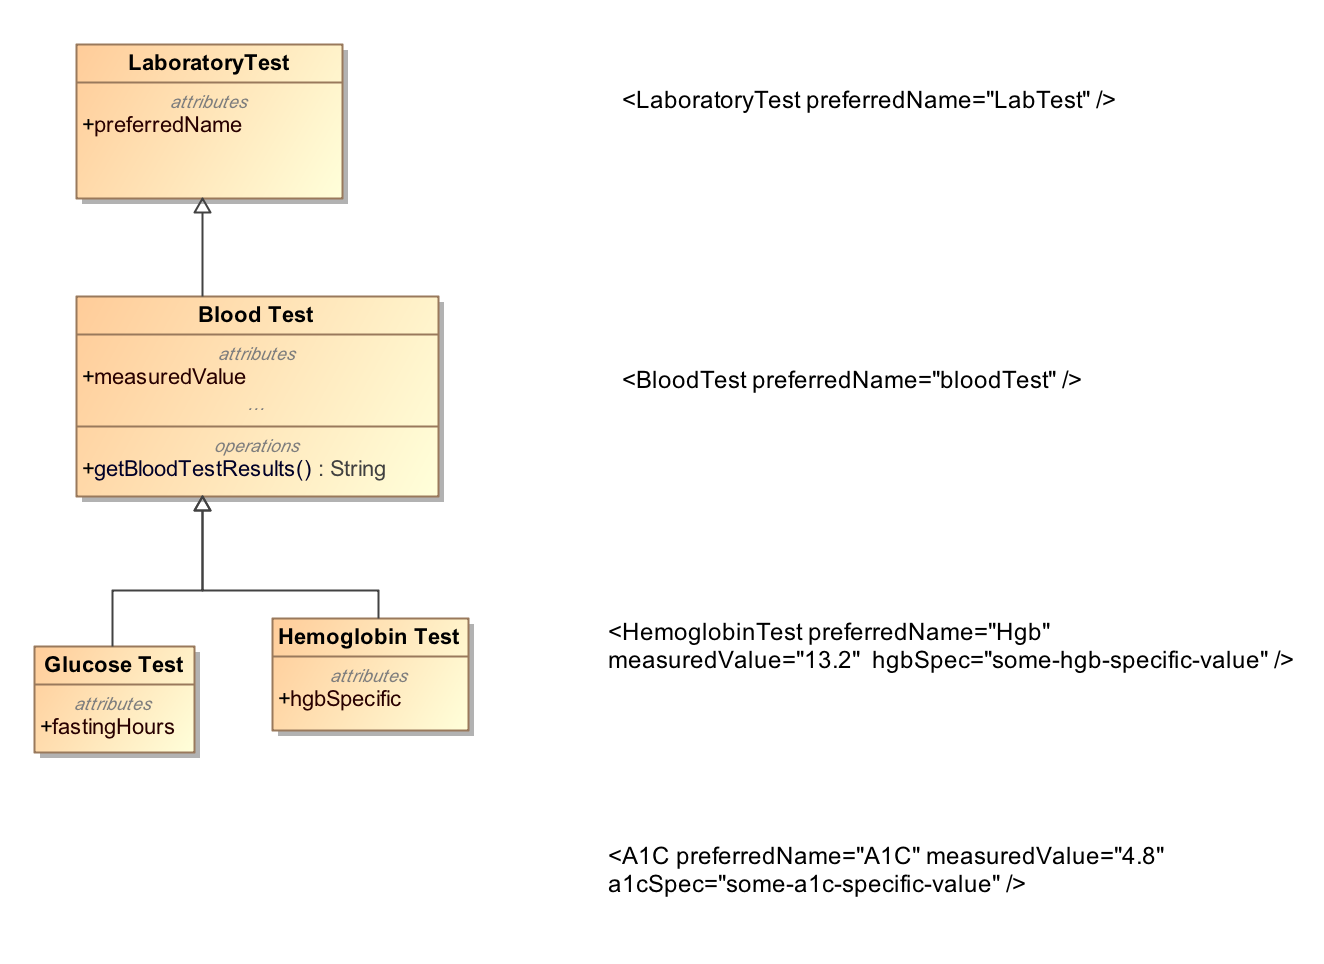 LaboratoryTest
attributes
+preferredName
<LaboratoryTest preferredName="LabTest" />
Blood Test
attributes
+measuredValue
...
operations
+getBloodTestResults() : String
<BloodTest preferredName="bloodTest" />
Glucose Test
attributes
+fastingHours
Hemoglobin Test
attributes
+hgbSpecific
<HemoglobinTest preferredName="Hgb"
measuredValue="13.2"  hgbSpec="some-hgb-specific-value" />
<A1C preferredName="A1C" measuredValue="4.8"
a1cSpec="some-a1c-specific-value" />